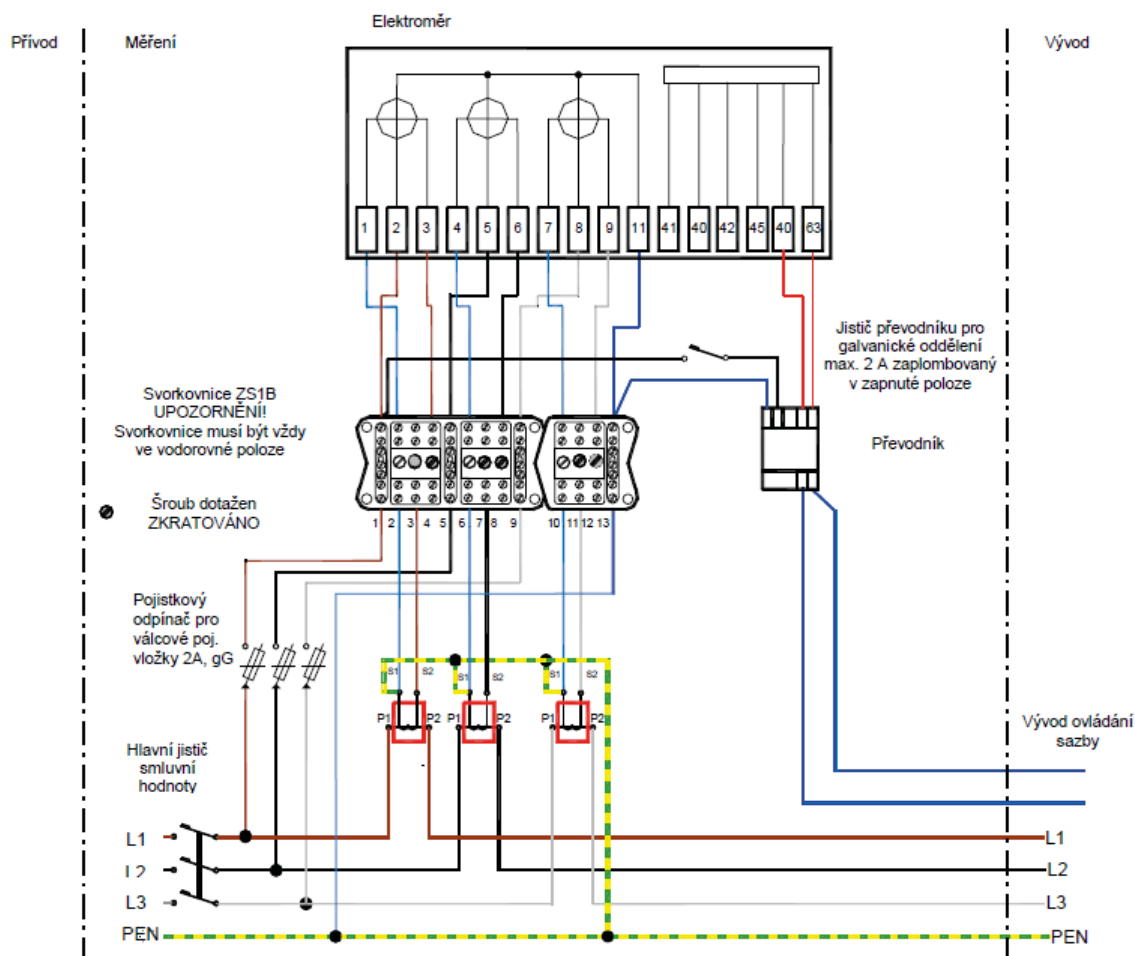 Elektroměr
Přívod
Měření
Vývod
1 2 3 4 5 6 7 8 9 11 41 40 42 45 40 63
Jistič převodníku pro
galvanické oddělení
max. 2 A zaplombovaný
v zapnuté poloze
Svorkovnice ZS1B
UPOZORNĚNÍ!
Svorkovnice musí být vždy
ve vodorovné poloze
Převodník
Šroub dotažen
ZKRATOVÁNO
1 2 3 4 5 6 7 8 9 10 11 12 13
Pojistkový
odpínač pro
válcové poj.
vložky 2A, gG
S1 S2 S1 S2 S1 S2
P1 P2 P1 P2 P1 P2
Vývod ovládání
sazby
Hlavní jistič
smluvní
hodnoty
L1 L1
L2 L2
L3 L3
PEN PEN